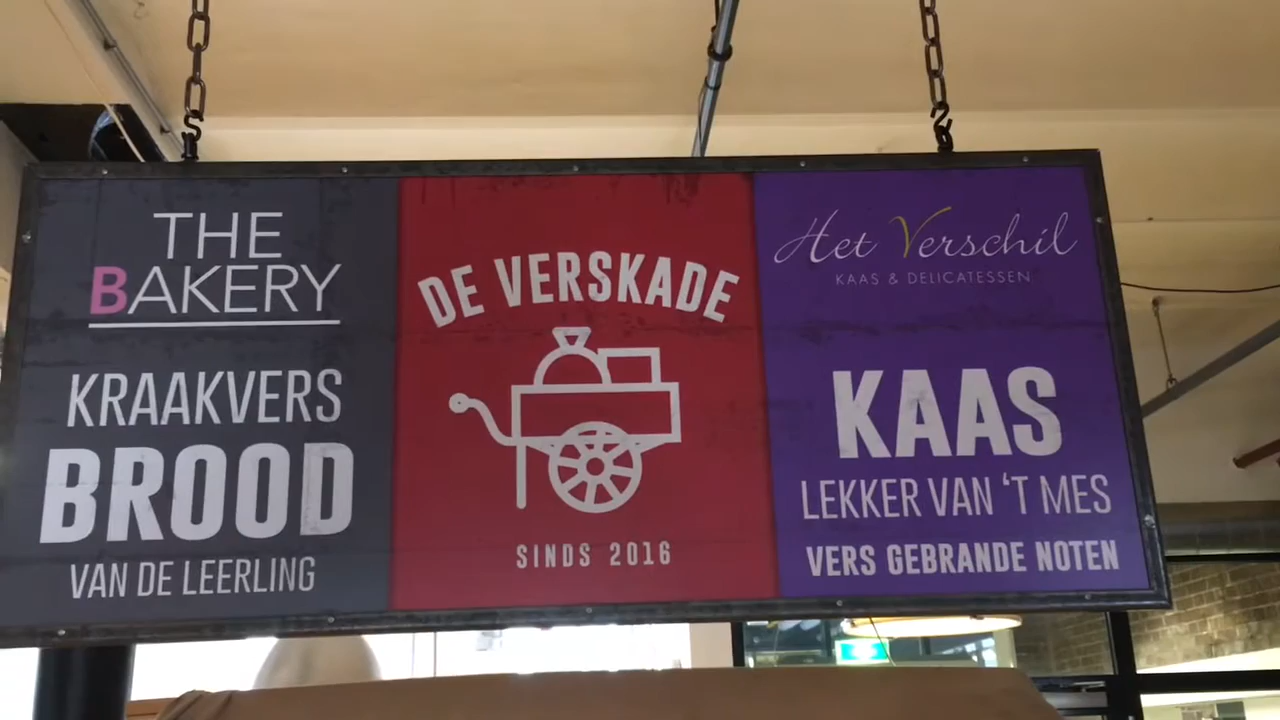 THE
BAKERY
KRAAKVERS
BROOD
VAN DE LEERLING
DE VERSKADE
SINDS 2016
Het Verschil
KAAS & DELICATESSEN
KAAS
LEKKER VAN ‘T MES
VERS GEBRANDE NOTEN